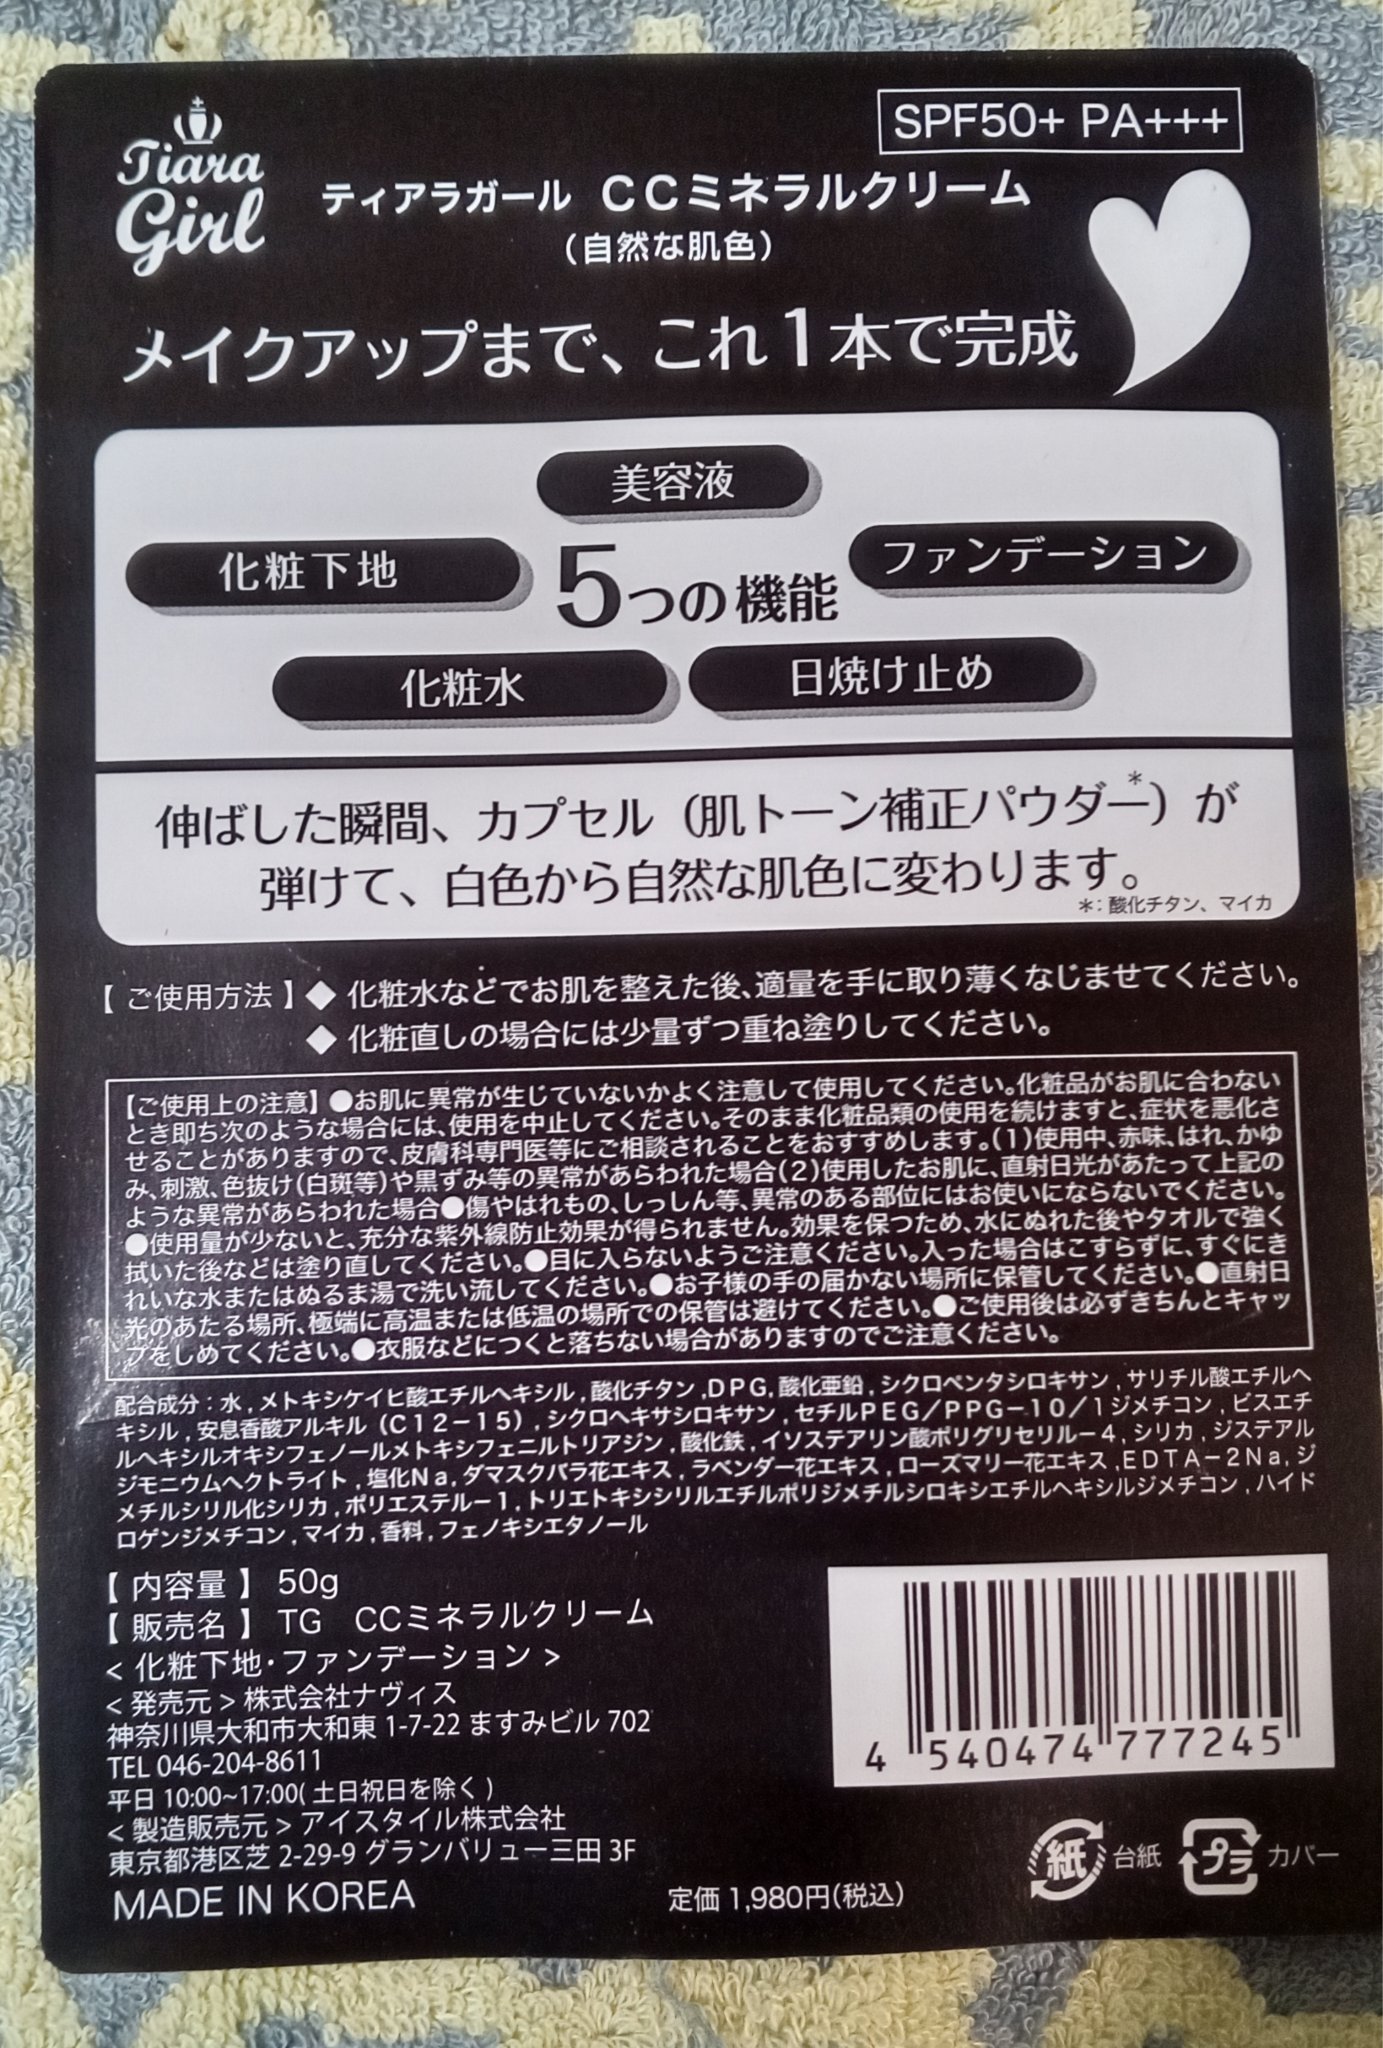 SPF50+ PA+++
Tiara
Girl
ティアラガール CCミネラルクリーム
（自然な肌色）
メイクアップまで、これ1本で完成
美容液
化粧下地
5つの機能
ファンデーション
化粧水
日焼け止め
伸ばした瞬間、カプセル（肌トーン補正パウダー*）が
弾けて、白色から自然な肌色に変わります。
*：酸化チタン、マイカ
【ご使用方法】◆ 化粧水などでお肌を整えた後、適量を手に取り薄くなじませてください。
◆ 化粧直しの場合には少量ずつ重ね塗りしてください。
【ご使用上の注意】●お肌に異常が生じていないかよく注意して使用してください。化粧品がお肌に合わない
とき即ち次のような場合には、使用を中止してください。そのまま化粧品類の使用を続けますと、症状を悪化さ
せることがありますので、皮膚科専門医等にご相談されることをおすすめします。（1）使用中、赤味、はれ、かゆ
み、刺激、色抜け（白斑等）や黒ずみ等の異常があらわれた場合（2）使用したお肌に、直射日光があたって上記の
ような異常があらわれた場合●傷やはれもの、しっしん等、異常のある部位にはお使いにならないでください。
●使用量が少ないと、充分な紫外線防止効果が得られません。効果を保つため、水にぬれた後やタオルで強く
拭いた後などは塗り直してください。●目に入らないようご注意ください。入った場合はこすらずに、すぐにき
れいな水またはぬるま湯で洗い流してください。●お子様の手の届かない場所に保管してください。●直射日
光のあたる場所、極端に高温または低温の場所での保管は避けてください。●ご使用後は必ずきちんとキャッ
プをしめてください。●衣服などにつくと落ちない場合がありますのでご注意ください。
配合成分：水，メトキシケイヒ酸エチルヘキシル，酸化チタン，DPG，酸化亜鉛，シクロペンタシロキサン，サリチル酸エチルヘ
キシル，安息香酸アルキル（C12－15），シクロヘキサシロキサン，セチルPEG／PPG－10／1ジメチコン，ビスエチ
ルヘキシルオキシフェノールメトキシフェニルトリアジン，酸化鉄，イソステアリン酸ポリグリセリル－4，シリカ，ジステアル
ジモニウムヘクトライト，塩化Na，ダマスクバラ花エキス，ラベンダー花エキス，ローズマリー花エキス，EDTA－2Na，ジ
メチルシリル化シリカ，ポリエステル－1，トリエトキシシリルエチルポリジメチルシロキシエチルヘキシルジメチコン，ハイド
ロゲンジメチコン，マイカ，香料，フェノキシエタノール
【内容量】 50g
【販売名】 TG CCミネラルクリーム
＜化粧下地・ファンデーション＞
＜発売元＞株式会社ナヴィス
神奈川県大和市大和東 1-7-22 ますみビル 702
TEL 046-204-8611
平日 10:00~17:00( 土日祝日を除く )
＜製造販売元＞アイスタイル株式会社
東京都港区芝 2-29-9 グランバリュー三田 3F
MADE IN KOREA
定価 1,980円（税込）
4 540474 777245
紙 台紙 プラ カバー